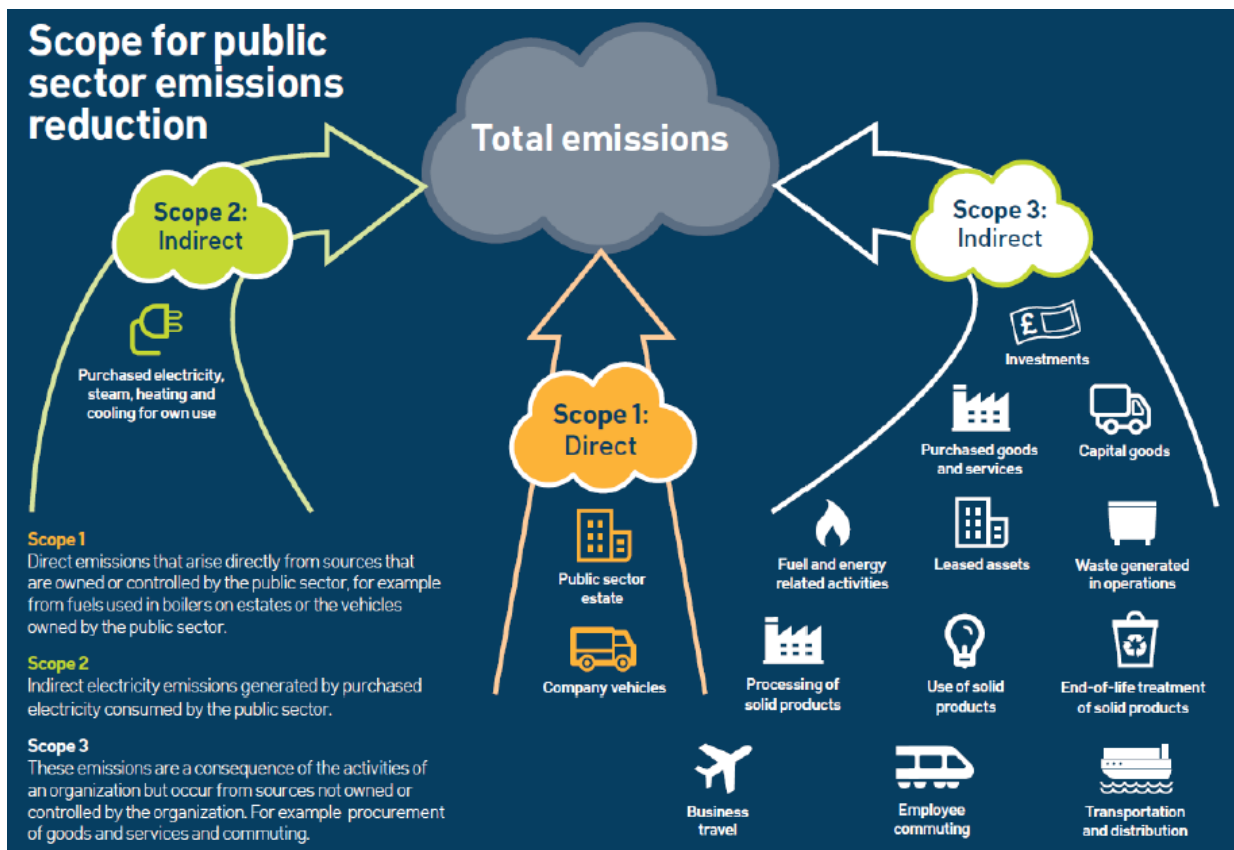 Scope for public
sector emissions
reduction
Total emissions
Scope 2:
Indirect
Purchased electricity,
steam, heating and
cooling for own use
Scope 1:
Direct
Public sector
estate
Company vehicles
Scope 3:
Indirect
£
Investments
Purchased goods
and services
Capital goods
Fuel and energy
related activities
Leased assets
Waste generated
in operations
Processing of
solid products
Use of solid
products
End-of-life treatment
of solid products
Business
travel
Employee
commuting
Transportation
and distribution
Scope 1
Direct emissions that arise directly from sources that
are owned or controlled by the public sector, for example
from fuels used in boilers on estates or the vehicles
owned by the public sector.
Scope 2
Indirect electricity emissions generated by purchased
electricity consumed by the public sector.
Scope 3
These emissions are a consequence of the activities of
an organization but occur from sources not owned or
controlled by the organization. For example procurement
of goods and services and commuting.